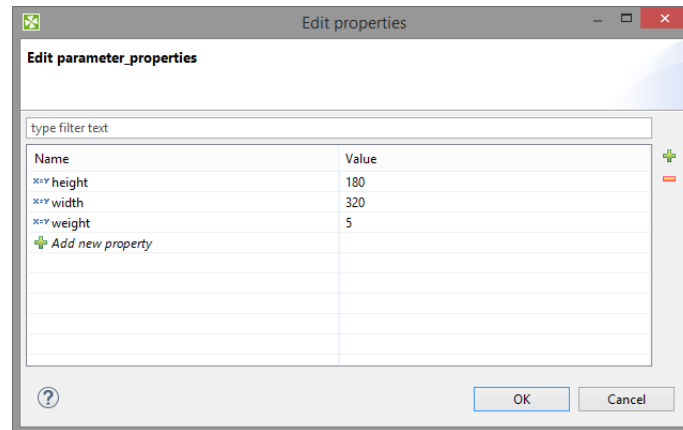 Edit properties
Edit parameter_properties
type filter text
Name Value
x=y height 180
x=y width 320
x=y weight 5
Add new property
?
OK Cancel